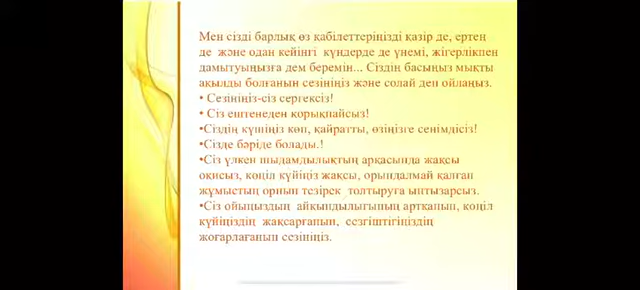 Мен сізді барлық өз қабілеттеріңізді қазір де, ертең
де және одан кейінгі күндерде де үнемі, жігерлікпен
дамытуыңызға дем беремін... Сіздің басыңыз мықты
ақылды болғанын сезініңіз және солай деп ойлаңыз.
• Сезініңіз-сіз сергексіз!
• Сіз ештенеден қорықпайсыз!
•Сіздің күшіңіз көп, қайратты, өзіңізге сенімдісіз!
•Сізде бәріде болады.!
•Сіз үлкен шыдамдылықтың арқасында жақсы
оқисыз, көңіл күйіңіз жақсы, орындалмай қалған
жұмыстың орнын тезірек толтыруға ынтызарсыз.
•Сіз ойыңыздың айқындылығының артқанын, көңіл
күйіңіздің жақсарғанын, сезгіштігіңіздің
жоғарлағанын сезініңіз.